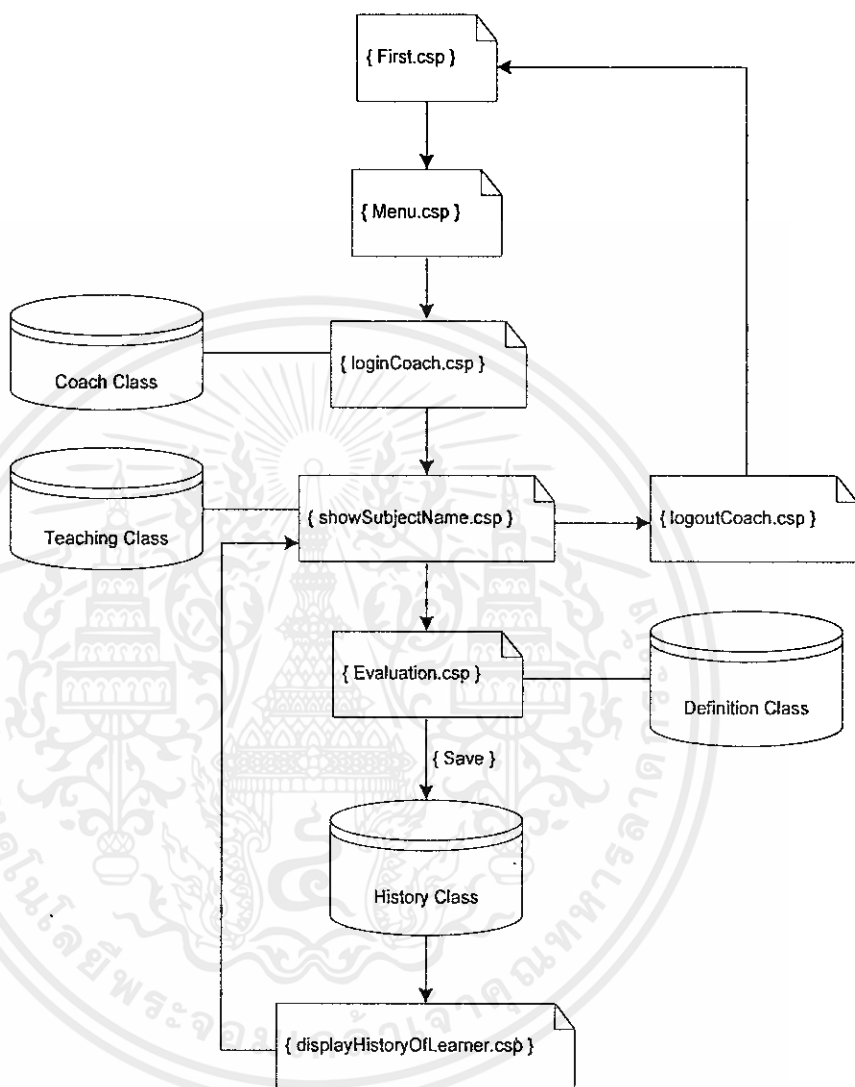 { First.csp }
{ Menu.csp }
{ loginCoach.csp }
Coach Class
{ showSubjectName.csp }
{ logoutCoach.csp }
Teaching Class
{ Evaluation.csp }
Definition Class
{ Save }
History Class
{ displayHistoryOfLearner.csp }